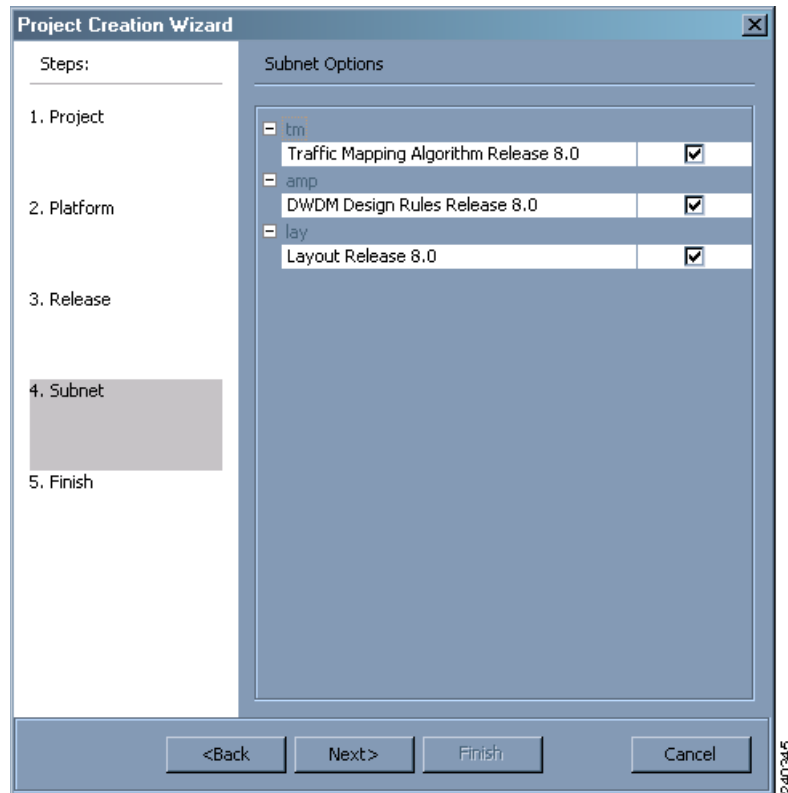 Project Creation Wizard
Steps:
Subnet Options
1. Project
2. Platform
3. Release
4. Subnet
5. Finish
tm
Traffic Mapping Algorithm Release 8.0
amp
DWDM Design Rules Release 8.0
lay
Layout Release 8.0
<Back
Next>
Finish
Cancel
240345